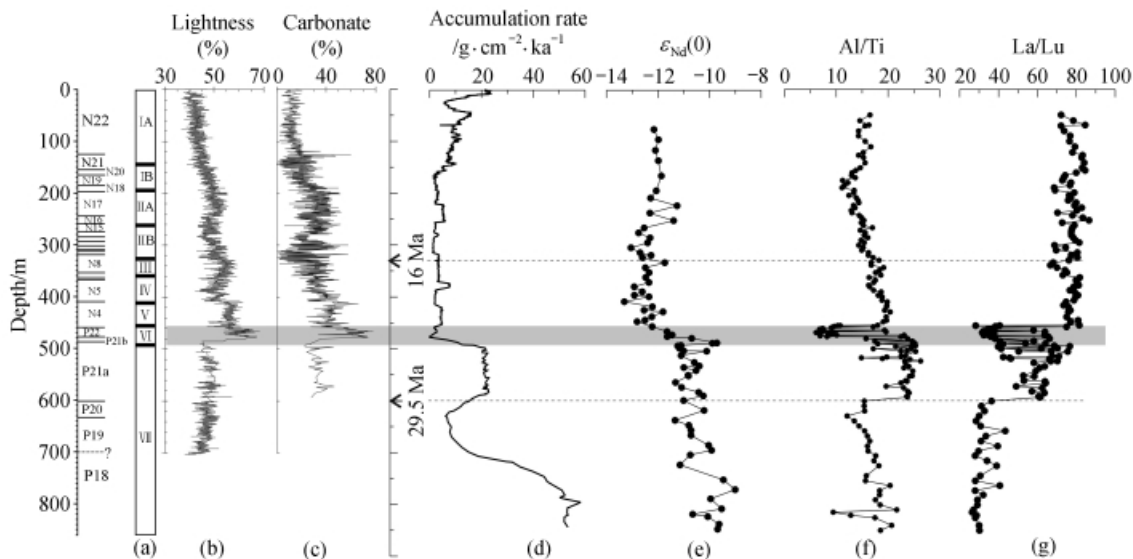 Lightness
(%)
Carbonate
(%)
Accumulation rate
/g·cm⁻²·ka⁻¹
εNd(0)
Al/Ti
La/Lu
30 50 70
0 40 80
0 20 40 60
−14 −12 −10 −8
0 10 20 30
20 40 60 80 100
Depth/m
0
100
200
300
400
500
600
700
800
N22
N21
N20
N19
N18
N17
N16
N15
N8
N5
N4
P22
P21b
P21a
P20
P19
?
P18
IA
IB
IIA
IIB
III
IV
V
VI
VII
16 Ma
29.5 Ma
(a) (b) (c) (d) (e) (f) (g)